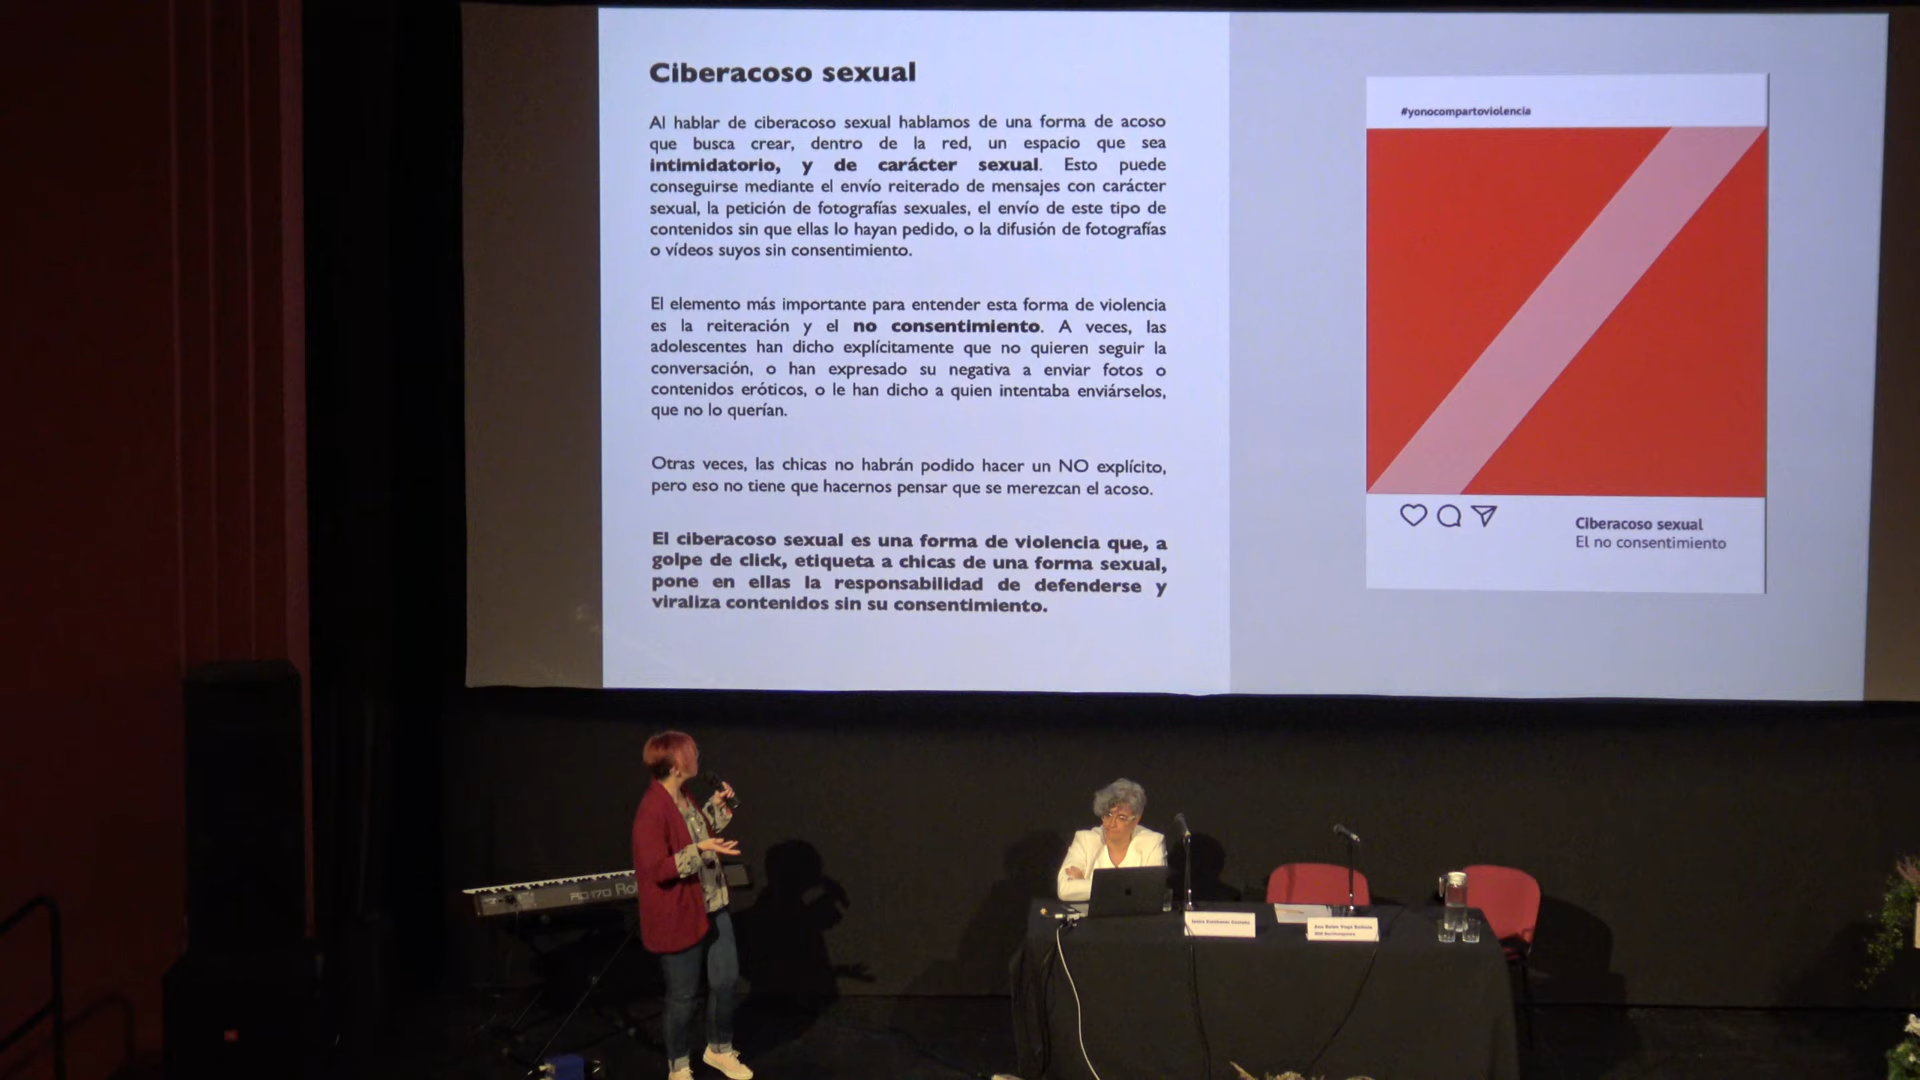 Ciberacoso sexual
Al hablar de ciberacoso sexual hablamos de una forma de acoso
que busca crear, dentro de la red, un espacio que sea
intimidatorio, y de carácter sexual. Esto puede
conseguirse mediante el envío reiterado de mensajes con carácter
sexual, la petición de fotografías sexuales, el envío de este tipo de
contenidos sin que ellas lo hayan pedido, o la difusión de fotografías
o vídeos suyos sin consentimiento.
El elemento más importante para entender esta forma de violencia
es la reiteración y el no consentimiento. A veces, las
adolescentes han dicho explícitamente que no quieren seguir la
conversación, o han expresado su negativa a enviar fotos o
contenidos eróticos, o le han dicho a quien intentaba enviárselos,
que no lo querían.
Otras veces, las chicas no habrán podido hacer un NO explícito,
pero eso no tiene que hacernos pensar que se merezcan el acoso.
El ciberacoso sexual es una forma de violencia que, a
golpe de click, etiqueta a chicas de una forma sexual,
pone en ellas la responsabilidad de defenderse y
viraliza contenidos sin su consentimiento.
#yonocompartoviolencia
Ciberacoso sexual
El no consentimiento
RD-170